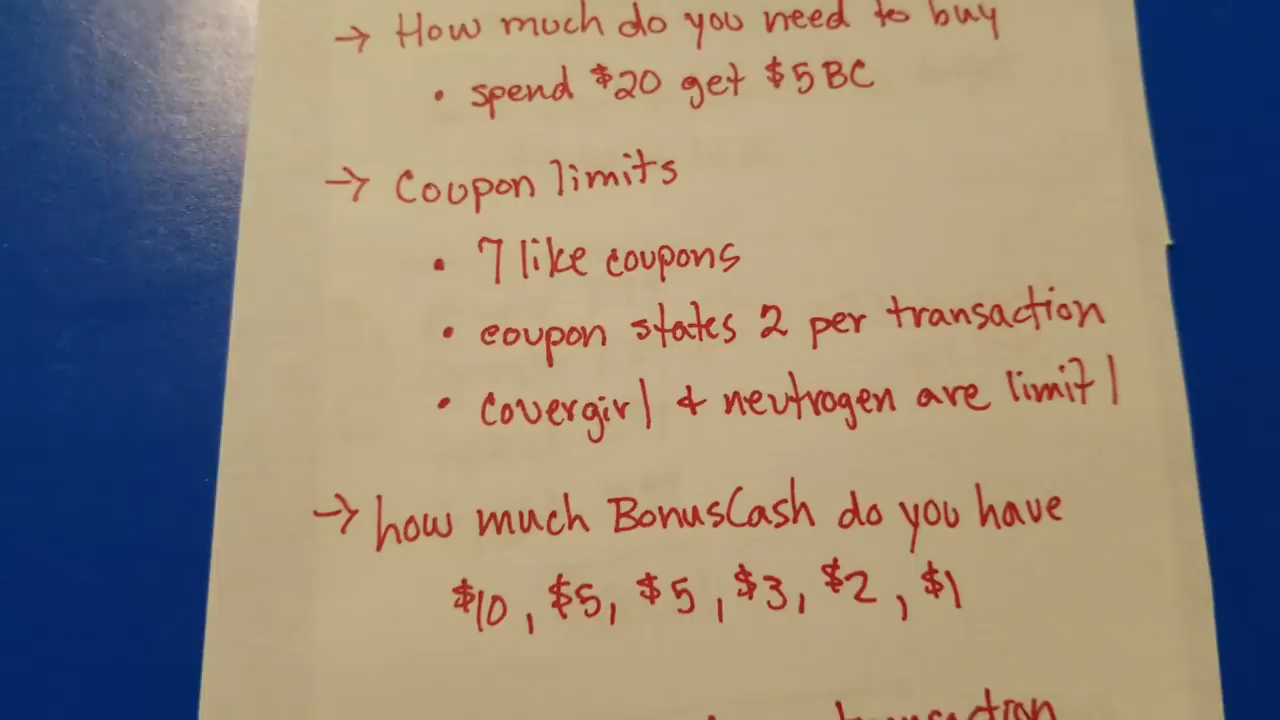 → How much do you need to buy
• spend $20 get $5 BC
→ Coupon limits
• 7 like coupons
• coupon states 2 per transaction
• covergirl & neutrogen are limit 1
→ how much BonusCash do you have
$10, $5, $5, $3, $2, $1
transaction